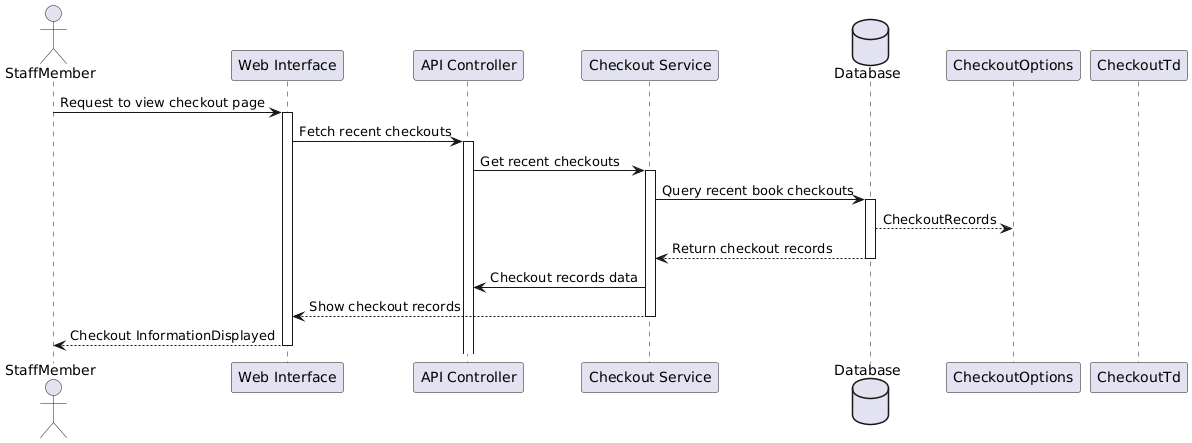 StaffMember
Web Interface
API Controller
Checkout Service
Database
CheckoutOptions
CheckoutTd
Request to view checkout page
Fetch recent checkouts
Get recent checkouts
Query recent book checkouts
CheckoutRecords
Return checkout records
Checkout records data
Show checkout records
Checkout InformationDisplayed
StaffMember
Web Interface
API Controller
Checkout Service
Database
CheckoutOptions
CheckoutTd